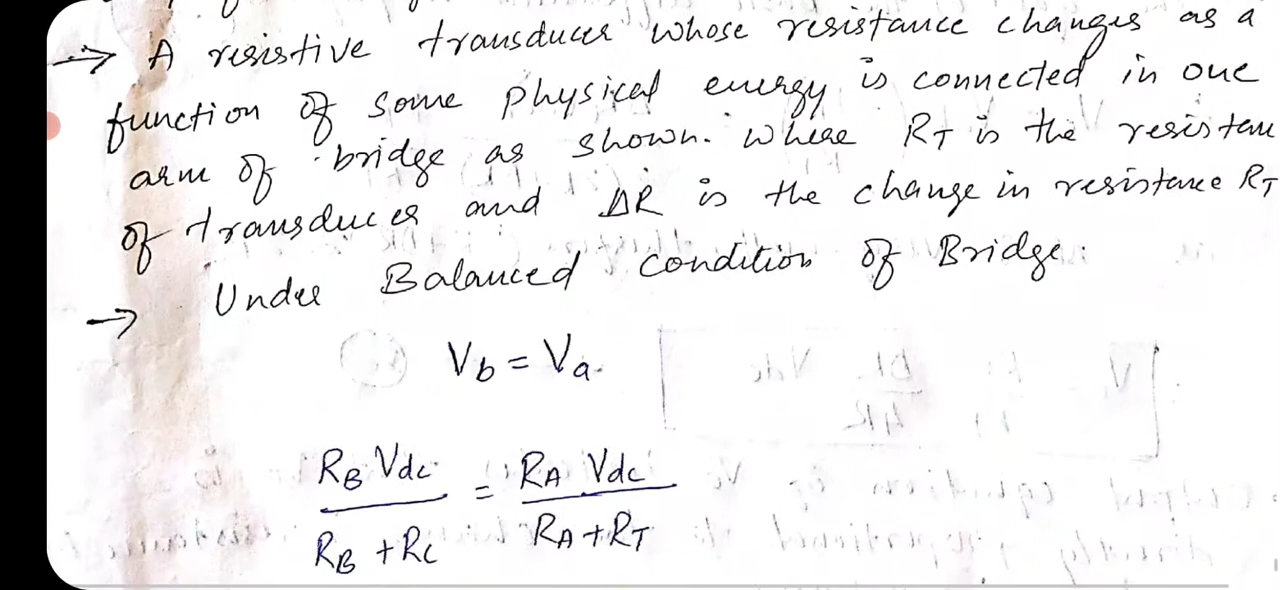 → A resistive transducer whose resistance changes as a
function of some physical energy is connected in one
arm of bridge as shown. Where RT is the resistan
of transducer and ΔR is the change in resistance RT
→ Under Balanced condition of Bridge.
Vb = Va.
RB Vdc / RB + RC = RA Vdc / RA + RT